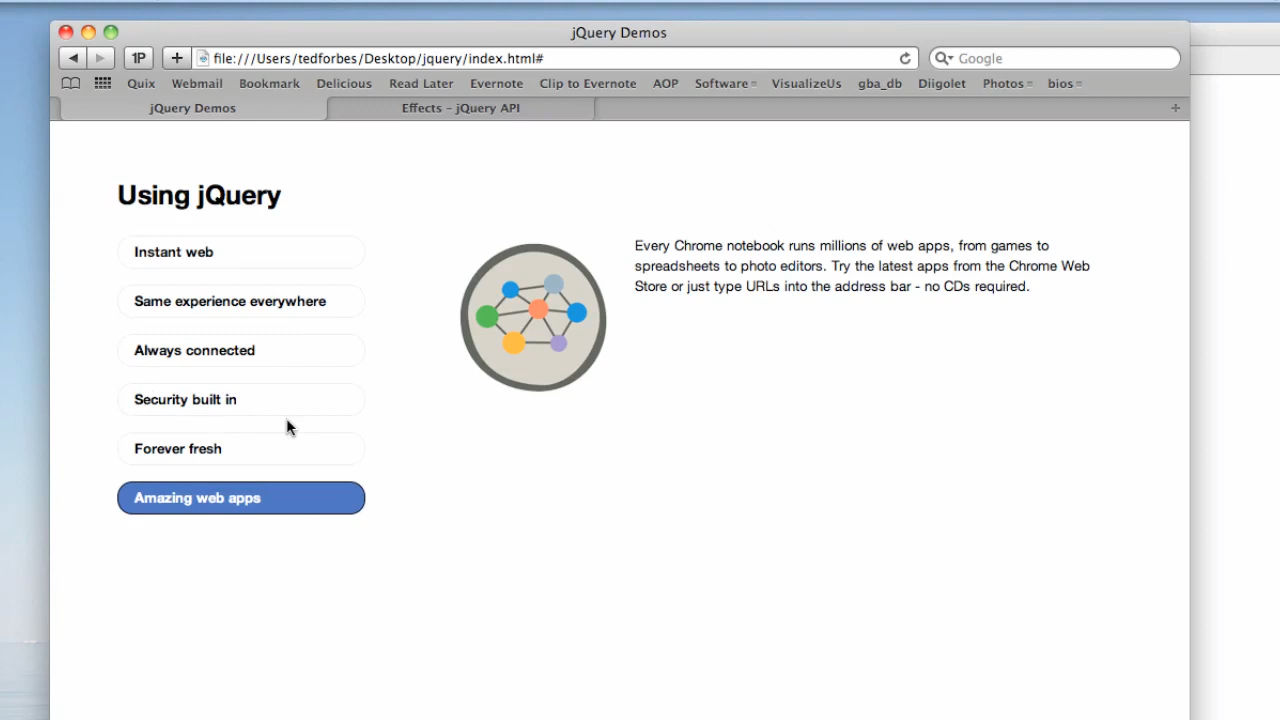 jQuery Demos
1P
+
file:///Users/tedforbes/Desktop/jquery/index.html#
Google
Quix Webmail Bookmark Delicious Read Later Evernote Clip to Evernote AOP Software VisualizeUs gba_db Diigolet Photos bios
jQuery Demos
Effects – jQuery API
+
Using jQuery
Instant web
Same experience everywhere
Always connected
Security built in
Forever fresh
Amazing web apps
Every Chrome notebook runs millions of web apps, from games to
spreadsheets to photo editors. Try the latest apps from the Chrome Web
Store or just type URLs into the address bar - no CDs required.